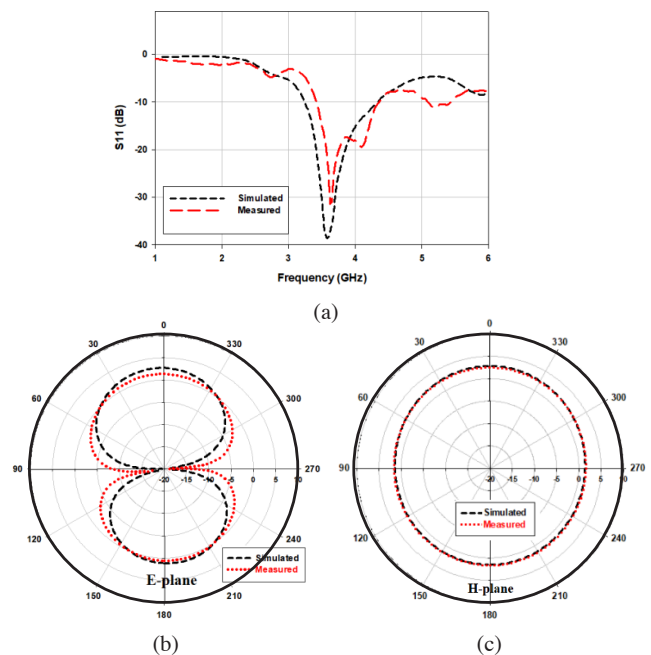 0
-10
-20
-30
-40
S11 (dB)
Simulated
Measured
1 2 3 4 5 6
Frequency (GHz)
(a)
0
30 330
60 300
90 270
-20 -15 -10 -5 0 5 10
120 240
150 210
180
Simulated
Measured
E-plane
(b)
0
30 330
60 300
90 270
-20 -15 -10 -5 0 5 10
Simulated
Measured
120 240
H-plane
150 210
180
(c)